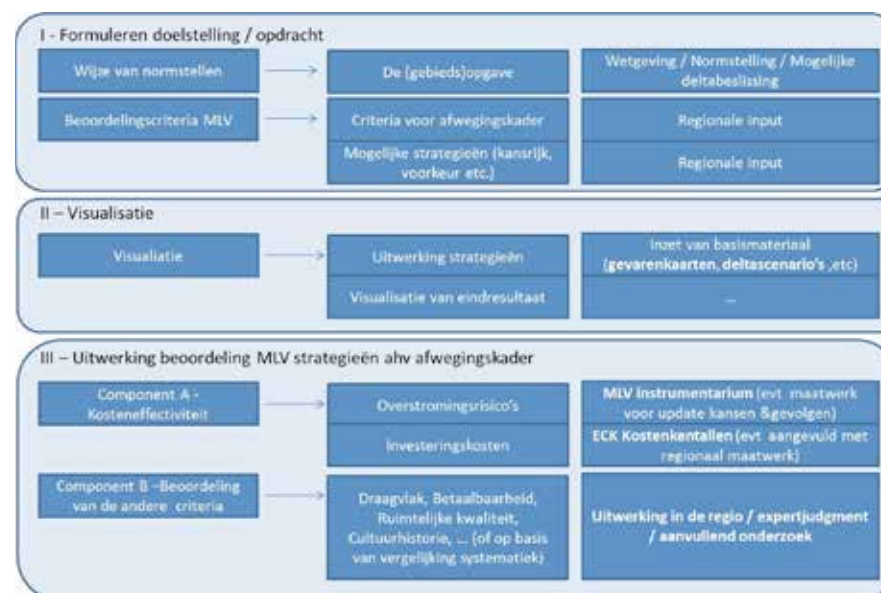 I - Formuleren doelstelling / opdracht
Wijze van normstellen
De (gebieds)opgave
Wetgeving / Normstelling / Mogelijke
deltabeslissing
Beoordelingscriteria MLV
Criteria voor afwegingskader
Regionale input
Mogelijke strategieën (kansrijk,
voorkeur etc.)
Regionale input
II – Visualisatie
Visualiatie
Uitwerking strategieën
Inzet van basismateriaal
(gevarenkaarten, deltascenario's ,etc)
Visualisatie van eindresultaat
...
III – Uitwerking beoordeling MLV strategieën ahv afwegingskader
Component A -
Kosteneffectiviteit
Overstromingsrisico's
MLV Instrumentarium (evt maatwerk
voor update kansen &gevolgen)
Investeringskosten
ECK Kostenkentallen (evt aangevuld met
regionaal maatwerk)
Component B –Beoordeling
van de andere criteria
Draagvlak, Betaalbaarheid,
Ruimtelijke kwaliteit,
Cultuurhistorie, ... (of op basis
van vergelijking systematiek)
Uitwerking in de regio / expertjudgment
/ aanvullend onderzoek